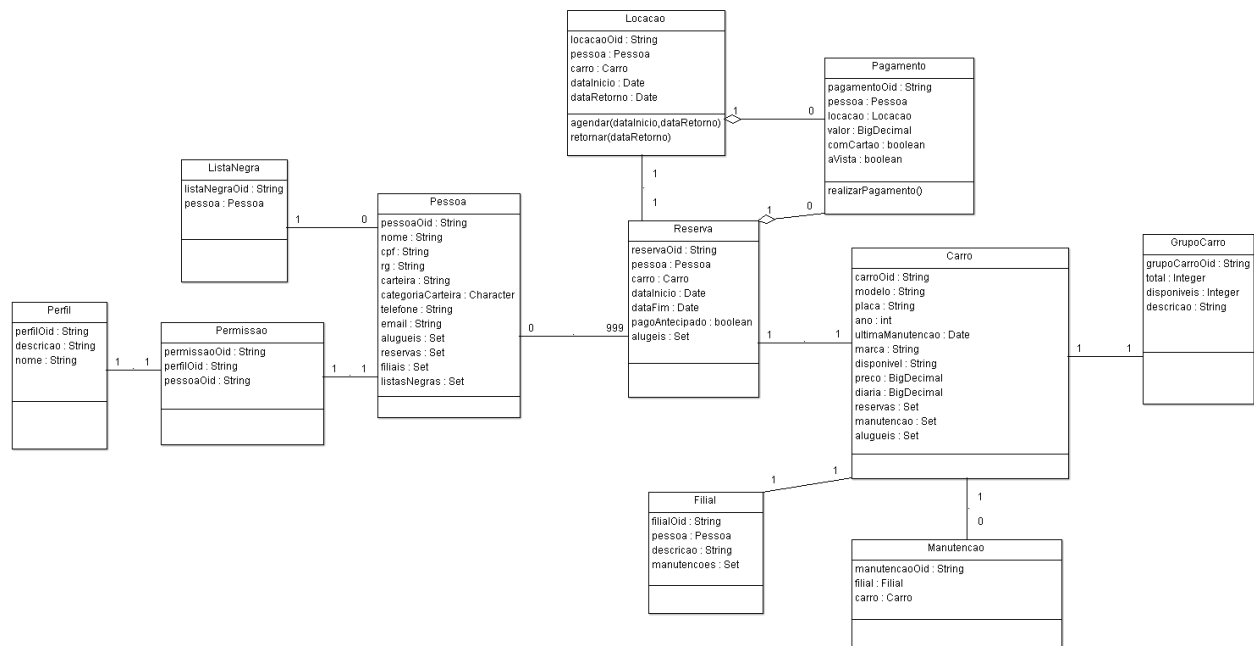 Locacao
locacaoOid : String
pessoa : Pessoa
carro : Carro
dataInicio : Date
dataRetorno : Date
agendar(dataInicio,dataRetorno)
retornar(dataRetorno)
1
0
Pagamento
pagamentoOid : String
pessoa : Pessoa
locacao : Locacao
valor : BigDecimal
comCartao : boolean
aVista : boolean
realizarPagamento()
1
.
1
1
0
ListaNegra
listaNegraOid : String
pessoa : Pessoa
1
0
Pessoa
pessoaOid : String
nome : String
cpf : String
rg : String
carteira : String
categoriaCarteira : Character
telefone : String
email : String
alugueis : Set
reservas : Set
filiais : Set
listasNegras : Set
0
.
999
Reserva
reservaOid : String
pessoa : Pessoa
carro : Carro
dataInicio : Date
dataFim : Date
pagoAntecipado : boolean
alugeis : Set
1
.
1
Carro
carroOid : String
modelo : String
placa : String
ano : int
ultimaManutencao : Date
marca : String
disponivel : String
preco : BigDecimal
diaria : BigDecimal
reservas : Set
manutencao : Set
alugueis : Set
1
1
GrupoCarro
grupoCarroOid : String
total : Integer
disponiveis : Integer
descricao : String
Perfil
perfilOid : String
descricao : String
nome : String
1 . 1
Permissao
permissaoOid : String
perfilOid : String
pessoaOid : String
1 . 1
1
1
Filial
filialOid : String
pessoa : Pessoa
descricao : String
manutencoes : Set
1
0
Manutencao
manutencaoOid : String
filial : Filial
carro : Carro